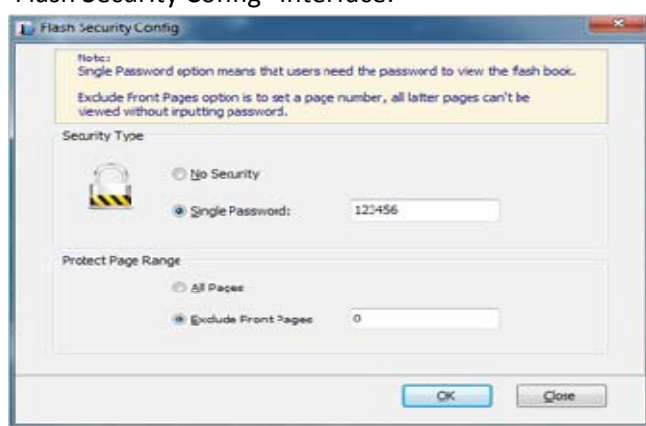 "Flash Security Config" interface.
Flash Security Config
Note:
Single Password option means that users need the password to view the flash book.
Exclude Front Pages option is to set a page number, all latter pages can't be
viewed without inputting password.
Security Type
No Security
Single Password:
123456
Protect Page Range
All Pages
Exclude Front Pages
0
OK
Close